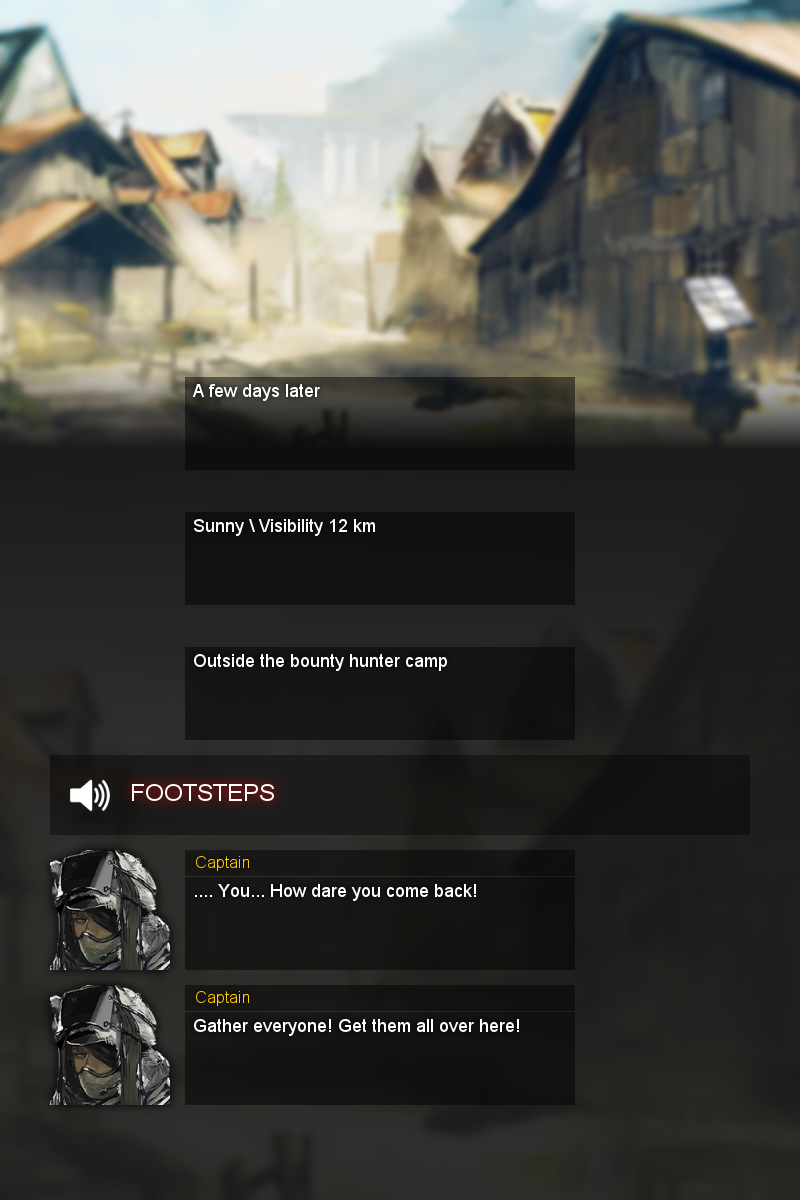 A few days later
Sunny \ Visibility 12 km
Outside the bounty hunter camp
FOOTSTEPS
Captain
.... You... How dare you come back!
Captain
Gather everyone! Get them all over here!